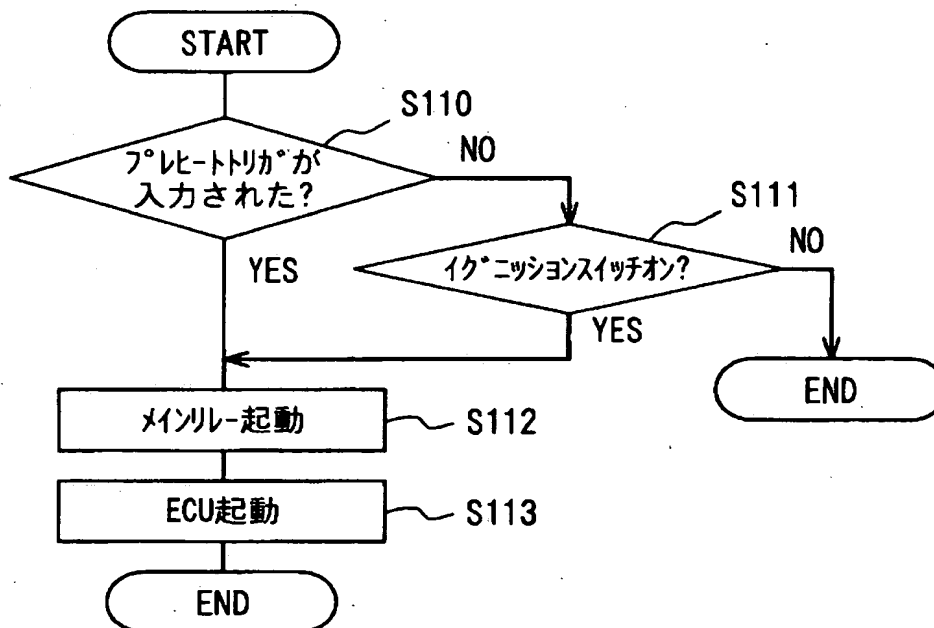 START
S110
プレヒートトリガが
入力された?
NO
S111
YES
イグニッションスイッチオン?
NO
YES
END
メインリレー起動
S112
ECU起動
S113
END